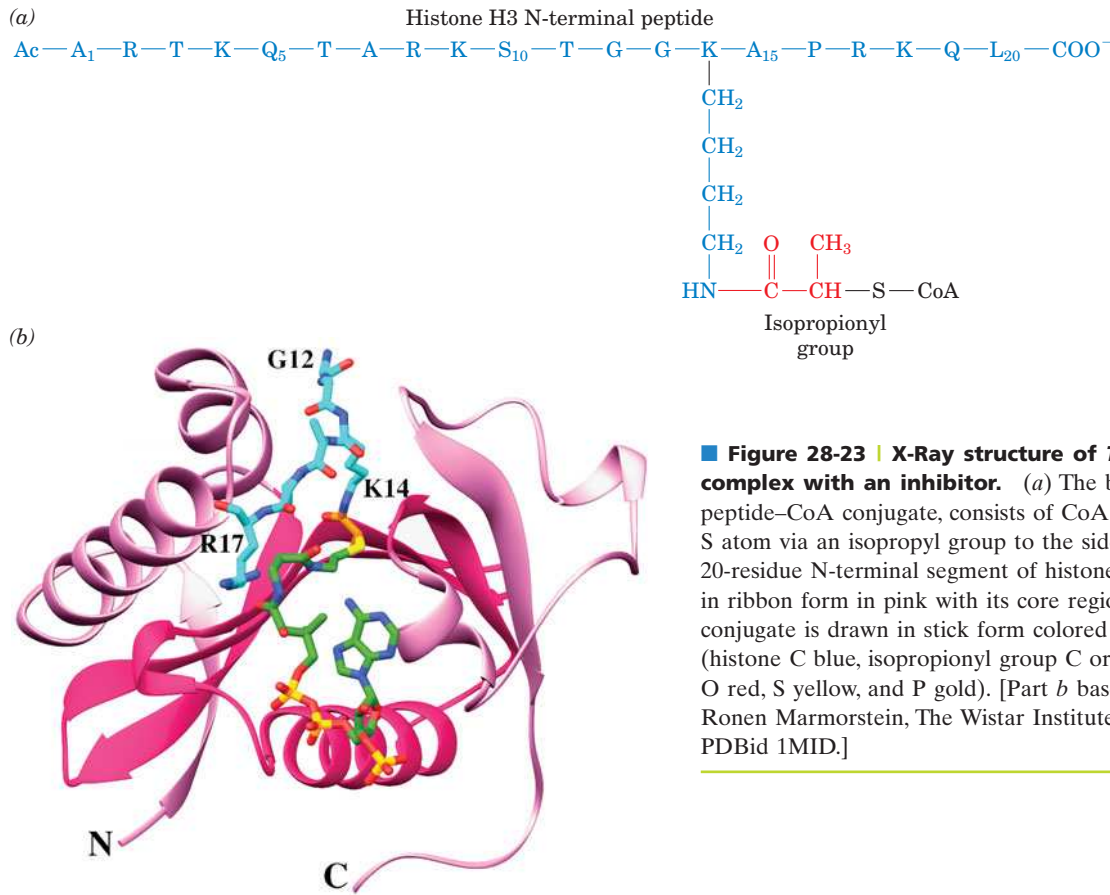 (a)
Histone H3 N-terminal peptide
Ac—A₁—R—T—K—Q₅—T—A—R—K—S₁₀—T—G—G—K—A₁₅—P—R—K—Q—L₂₀—COO⁻
CH₂
CH₂
CH₂
CH₂ O CH₃
HN—C—CH—S—CoA
Isopropionyl
group
(b)
G12
K14
R17
N
C
■ Figure 28-23 | X-Ray structure of
complex with an inhibitor. (a) The
peptide–CoA conjugate, consists of CoA
S atom via an isopropyl group to the
20-residue N-terminal segment of histone
in ribbon form in pink with its core
conjugate is drawn in stick form colored
(histone C blue, isopropionyl group C
O red, S yellow, and P gold). [Part b
Ronen Marmorstein, The Wistar Institute
PDBid 1MID.]